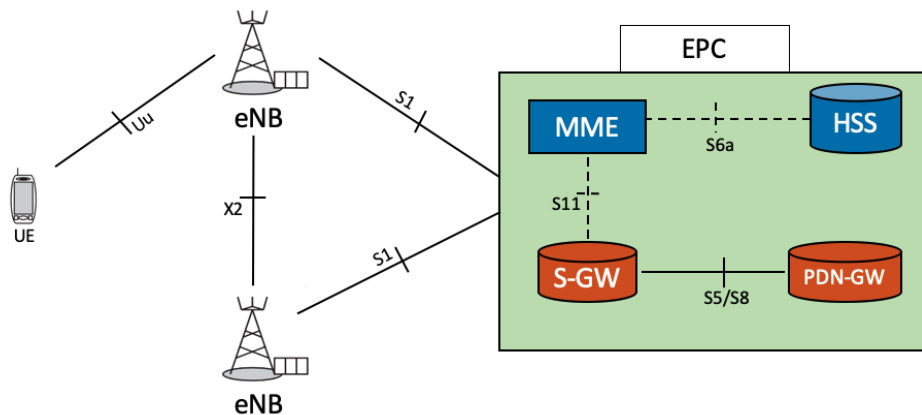 EPC
eNB
S1
Uu
MME
S6a
HSS
UE
X2
S11
S1
S-GW
S5/S8
PDN-GW
eNB